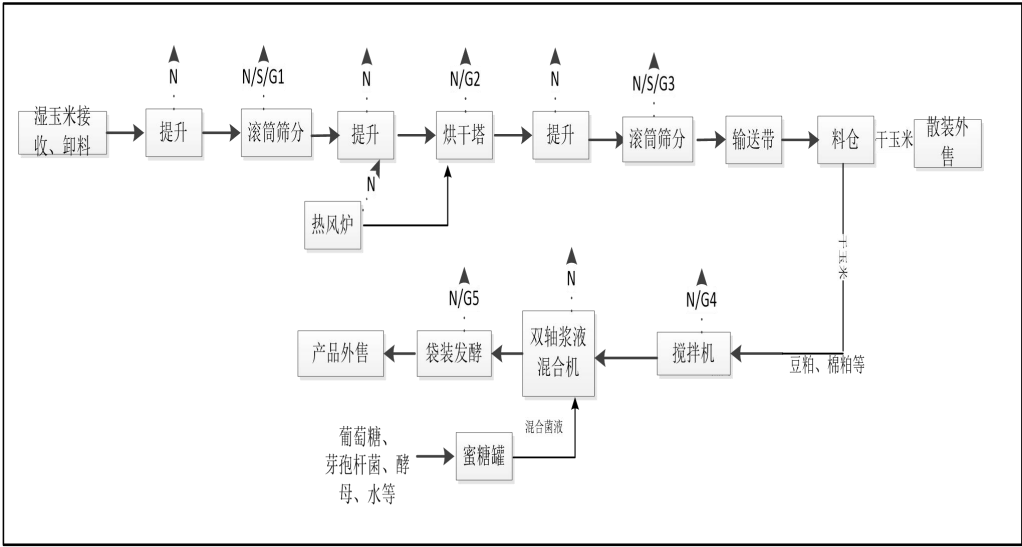 N
N/S/G1
N
N/G2
N
N/S/G3
湿玉米接
收、卸料
提升
滚筒筛分
提升
烘干塔
提升
滚筒筛分
输送带
料仓
干玉米
散装外
售
N
热风炉
干玉米
N/G5
N
N/G4
产品外售
袋装发酵
双轴浆液
混合机
搅拌机
豆粕、棉粕等
葡萄糖、
芽孢杆菌、酵
母、水等
蜜糖罐
混合菌液